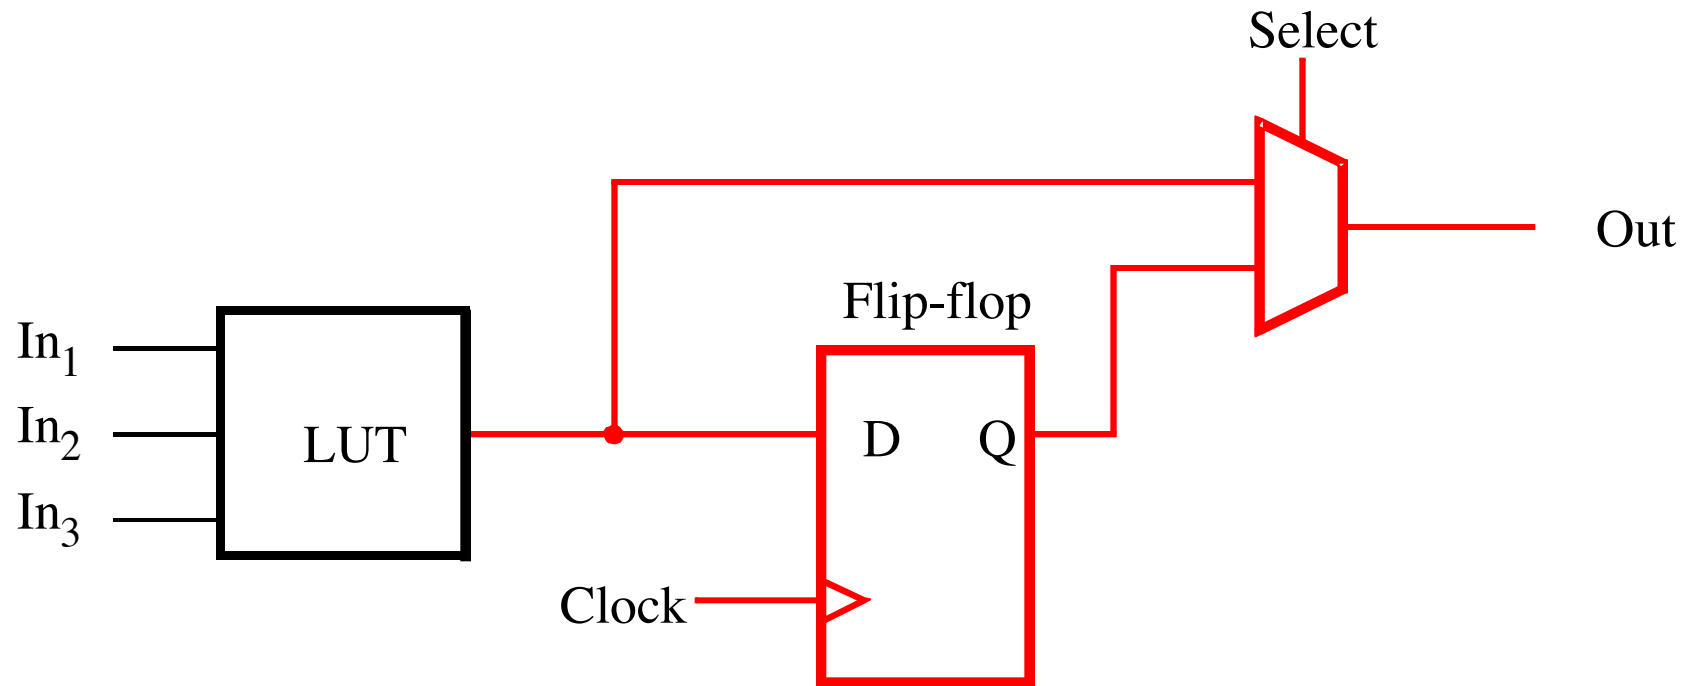 Select
Out
Flip-flop
In1
In2
In3
LUT
D
Q
Clock